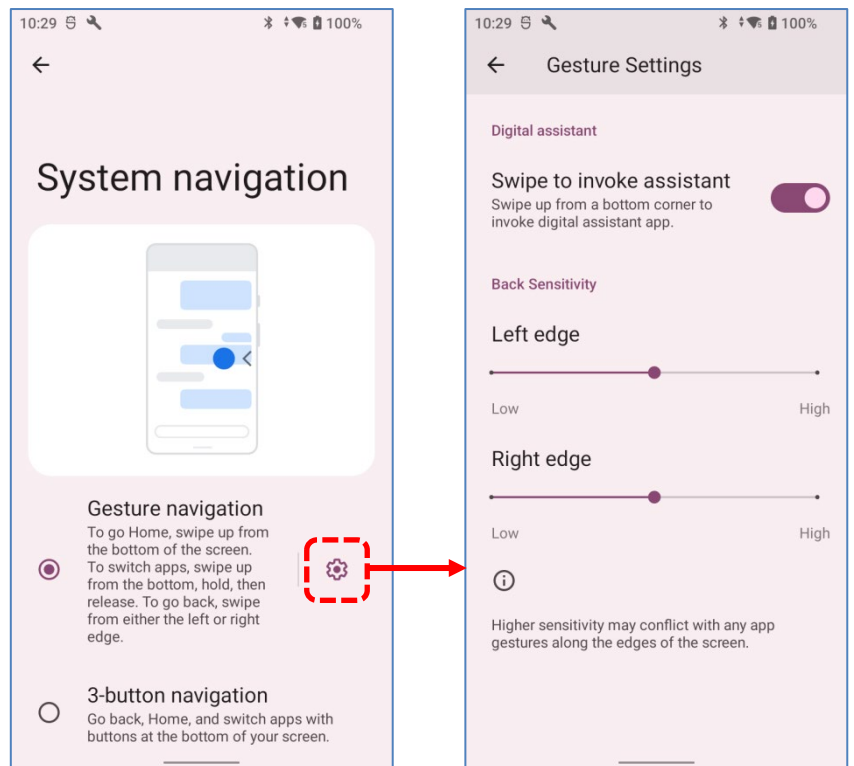 10:29
100%
System navigation
Gesture navigation
To go Home, swipe up from
the bottom of the screen.
To switch apps, swipe up
from the bottom, hold, then
release. To go back, swipe
from either the left or right
edge.
3-button navigation
Go back, Home, and switch apps with
buttons at the bottom of your screen.
10:29
100%
Gesture Settings
Digital assistant
Swipe to invoke assistant
Swipe up from a bottom corner to
invoke digital assistant app.
Back Sensitivity
Left edge
Low High
Right edge
Low High
Higher sensitivity may conflict with any app
gestures along the edges of the screen.